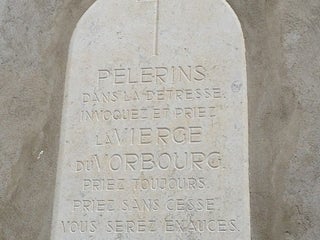 PELERINS
DANS LA DETRESSE.
INVOQUEZ ET PRIEZ
LA VIERGE
DU VORBOURG.
PRIEZ TOUJOURS.
PRIEZ SANS CESSE.
VOUS SEREZ EXAUCES.